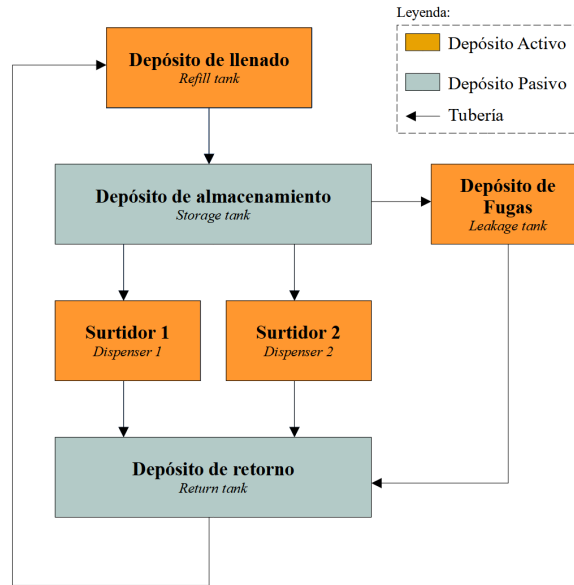 Leyenda:
Depósito Activo
Depósito Pasivo
Tubería
Depósito de llenado
Refill tank
Depósito de almacenamiento
Storage tank
Depósito de
Fugas
Leakage tank
Surtidor 1
Dispenser 1
Surtidor 2
Dispenser 2
Depósito de retorno
Return tank